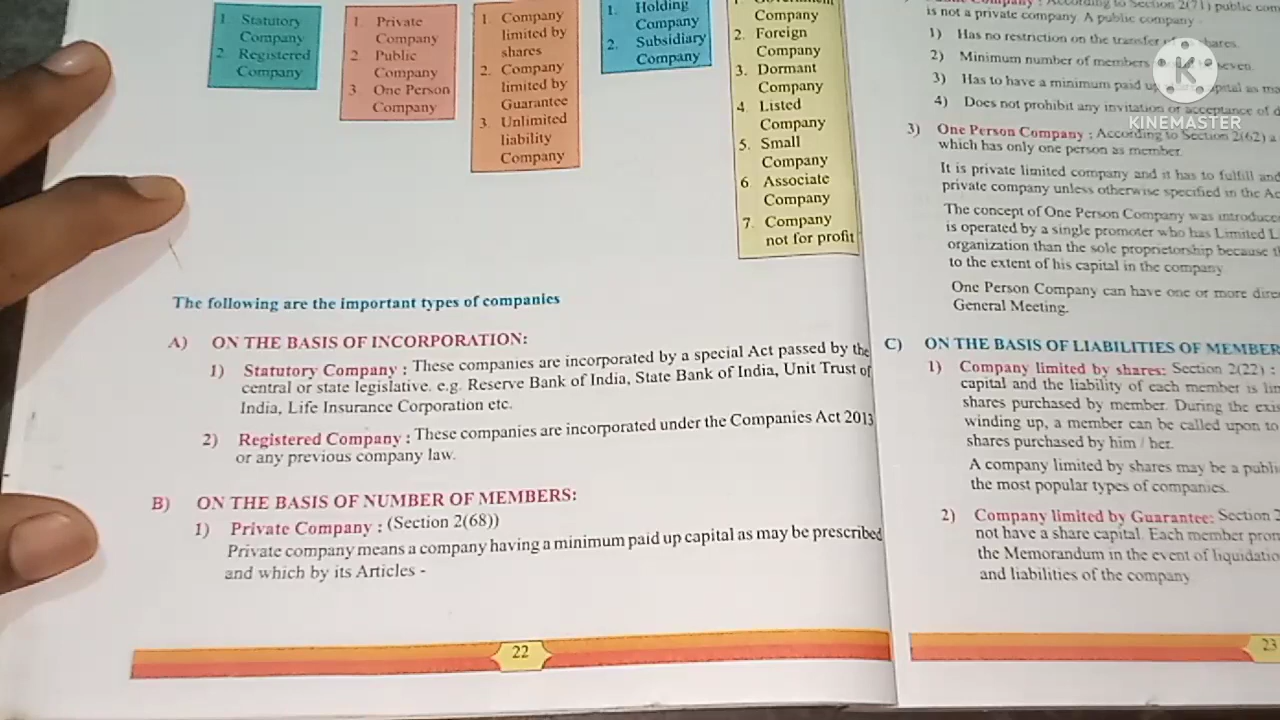 1. Statutory
Company
2. Registered
Company
1. Private
Company
2. Public
Company
3. One Person
Company
1. Company
limited by
shares
2. Company
limited by
Guarantee
3. Unlimited
liability
Company
1. Holding
Company
2. Subsidiary
Company
Company
2. Foreign
Company
3. Dormant
Company
4. Listed
Company
5. Small
Company
6. Associate
Company
7. Company
not for profit
The following are the important types of companies
A) ON THE BASIS OF INCORPORATION:
1) Statutory Company : These companies are incorporated by a special Act passed by the
central or state legislative. e.g. Reserve Bank of India, State Bank of India, Unit Trust of
India, Life Insurance Corporation etc.
2) Registered Company : These companies are incorporated under the Companies Act 2013
or any previous company law.
B) ON THE BASIS OF NUMBER OF MEMBERS:
1) Private Company : (Section 2(68))
Private company means a company having a minimum paid up capital as may be prescribed
and which by its Articles -
22
Company : According to Section 2(71) public com
is not a private company. A public company -
1) Has no restriction on the transfer of shares.
2) Minimum number of members seven.
3) Has to have a minimum paid up capital as ma
4) Does not prohibit any invitation or acceptance of d
3) One Person Company : According to Section 2(62) a
which has only one person as member.
It is private limited company and it has to fulfill and
private company unless otherwise specified in the Ac
The concept of One Person Company was introduce
is operated by a single promoter who has Limited L
organization than the sole proprietorship because th
to the extent of his capital in the company.
One Person Company can have one or more dire
General Meeting.
C) ON THE BASIS OF LIABILITIES OF MEMBER
1) Company limited by shares: Section 2(22) :
capital and the liability of each member is lim
shares purchased by member. During the exis
winding up, a member can be called upon to
shares purchased by him / her.
A company limited by shares may be a publi
the most popular types of companies.
2) Company limited by Guarantee: Section 2
not have a share capital. Each member prom
the Memorandum in the event of liquidatio
and liabilities of the company.
23
K
KINEMASTER